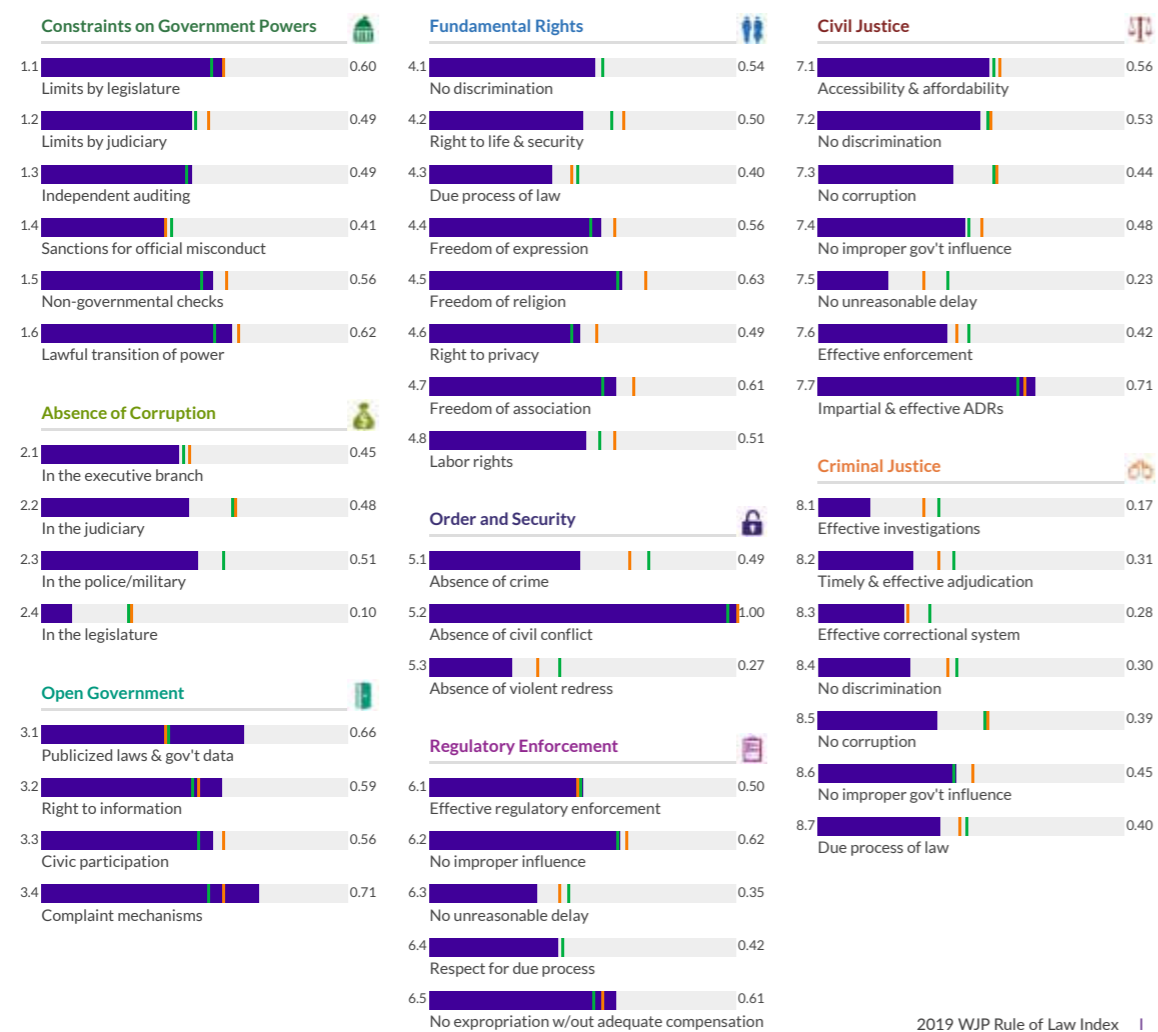 Constraints on Government Powers
1.1 0.60
Limits by legislature
1.2 0.49
Limits by judiciary
1.3 0.49
Independent auditing
1.4 0.41
Sanctions for official misconduct
1.5 0.56
Non-governmental checks
1.6 0.62
Lawful transition of power
Absence of Corruption
2.1 0.45
In the executive branch
2.2 0.48
In the judiciary
2.3 0.51
In the police/military
2.4 0.10
In the legislature
Open Government
3.1 0.66
Publicized laws & gov't data
3.2 0.59
Right to information
3.3 0.56
Civic participation
3.4 0.71
Complaint mechanisms
Fundamental Rights
4.1 0.54
No discrimination
4.2 0.50
Right to life & security
4.3 0.40
Due process of law
4.4 0.56
Freedom of expression
4.5 0.63
Freedom of religion
4.6 0.49
Right to privacy
4.7 0.61
Freedom of association
4.8 0.51
Labor rights
Order and Security
5.1 0.49
Absence of crime
5.2 1.00
Absence of civil conflict
5.3 0.27
Absence of violent redress
Regulatory Enforcement
6.1 0.50
Effective regulatory enforcement
6.2 0.62
No improper influence
6.3 0.35
No unreasonable delay
6.4 0.42
Respect for due process
6.5 0.61
No expropriation w/out adequate compensation
Civil Justice
7.1 0.56
Accessibility & affordability
7.2 0.53
No discrimination
7.3 0.44
No corruption
7.4 0.48
No improper gov't influence
7.5 0.23
No unreasonable delay
7.6 0.42
Effective enforcement
7.7 0.71
Impartial & effective ADRs
Criminal Justice
8.1 0.17
Effective investigations
8.2 0.31
Timely & effective adjudication
8.3 0.28
Effective correctional system
8.4 0.30
No discrimination
8.5 0.39
No corruption
8.6 0.45
No improper gov't influence
8.7 0.40
Due process of law
2019 WJP Rule of Law Index |